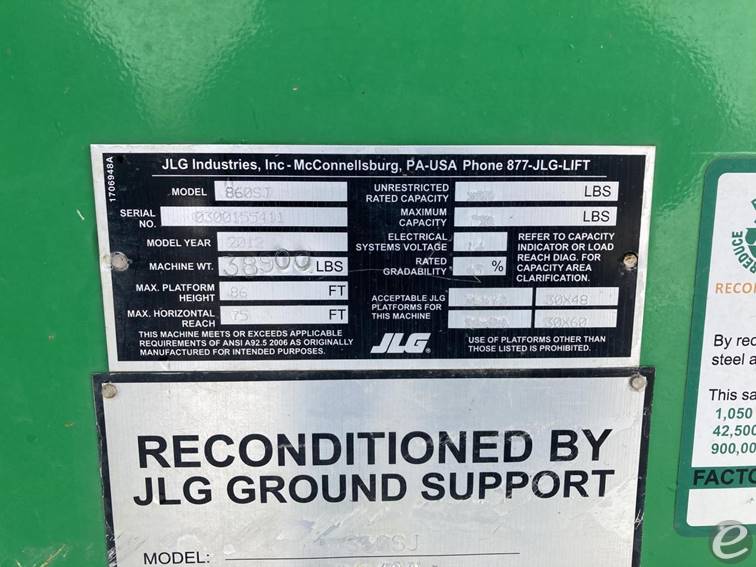 1706948A
JLG Industries, Inc - McConnellsburg, PA-USA Phone 877-JLG-LIFT
MODEL 860SJ
SERIAL NO. 0300155411
MODEL YEAR 2012
MACHINE WT. 38900 LBS
MAX. PLATFORM HEIGHT 86 FT
MAX. HORIZONTAL REACH 75 FT
THIS MACHINE MEETS OR EXCEEDS APPLICABLE
REQUIREMENTS OF ANSI A92.5 2006 AS ORIGINALLY
MANUFACTURED FOR INTENDED PURPOSES.
UNRESTRICTED RATED CAPACITY LBS
MAXIMUM CAPACITY LBS
ELECTRICAL SYSTEMS VOLTAGE
RATED GRADABILITY %
REFER TO CAPACITY
INDICATOR OR LOAD
REACH DIAG. FOR
CAPACITY AREA
CLARIFICATION.
ACCEPTABLE JLG PLATFORMS FOR THIS MACHINE
30X48
30X60
JLG
USE OF PLATFORMS OTHER THAN
THOSE LISTED IS PROHIBITED.
RECONDITIONED BY
JLG GROUND SUPPORT
MODEL:
REDUCE
RECO
By rec
steel a
This sa
1,050
42,500
900,00
FACTO
e